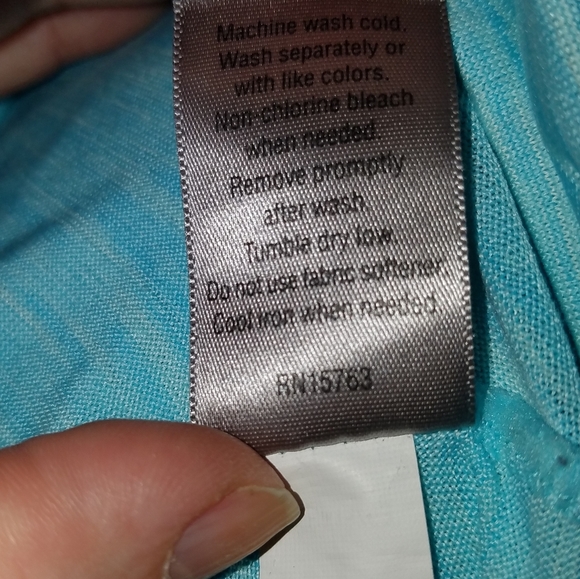 Machine wash cold.
Wash separately or
with like colors.
Non-chlorine bleach
when needed.
Remove promptly
after wash.
Tumble dry low.
Do not use fabric softener.
Cool iron when needed.
RN15763